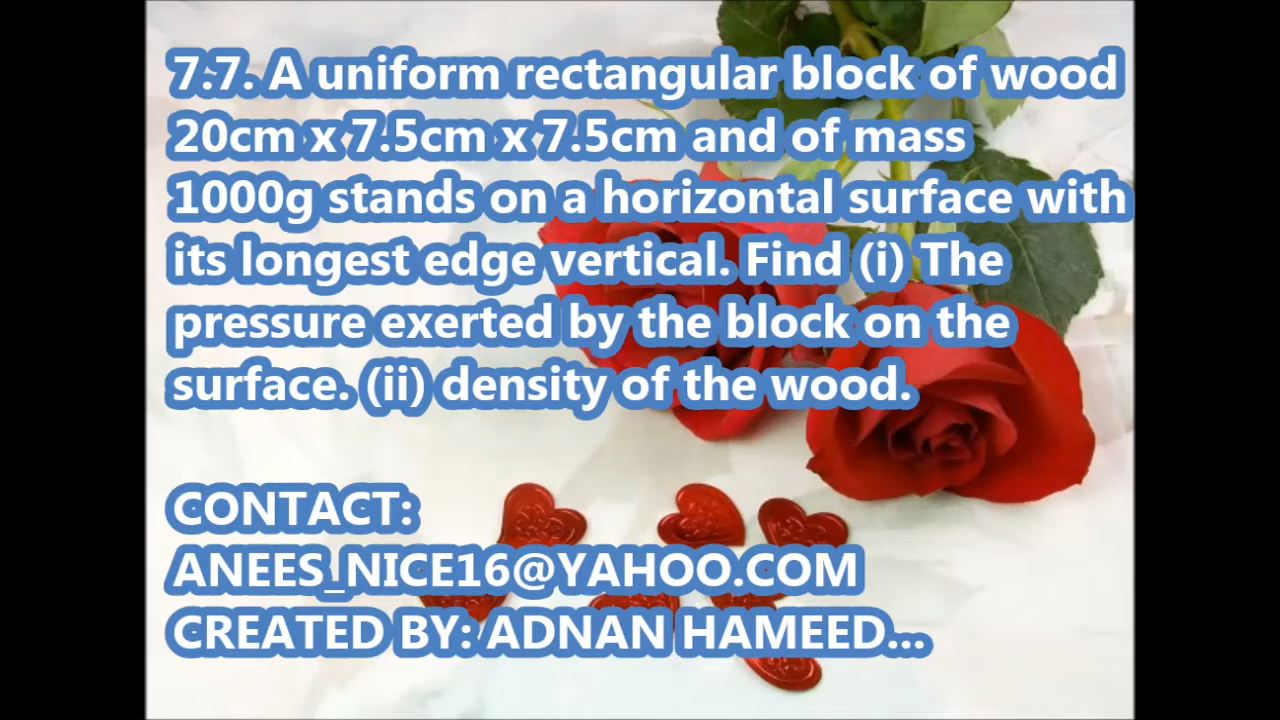 7.7. A uniform rectangular block of wood
20cm x 7.5cm x 7.5cm and of mass
1000g stands on a horizontal surface with
its longest edge vertical. Find (i) The
pressure exerted by the block on the
surface. (ii) density of the wood.
CONTACT:
ANEES_NICE16@YAHOO.COM
CREATED BY: ADNAN HAMEED...